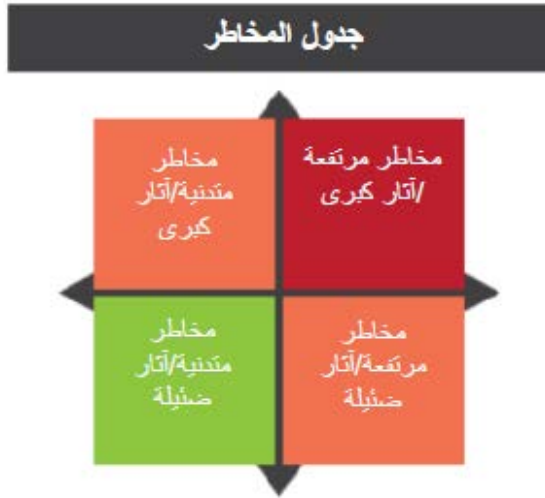 جدول المخاطر
مخاطر مرتفعة
/آثار كبرى
مخاطر
متدنية/آثار
كبرى
مخاطر
مرتفعة/آثار
ضئيلة
مخاطر
متدنية/آثار
ضئيلة